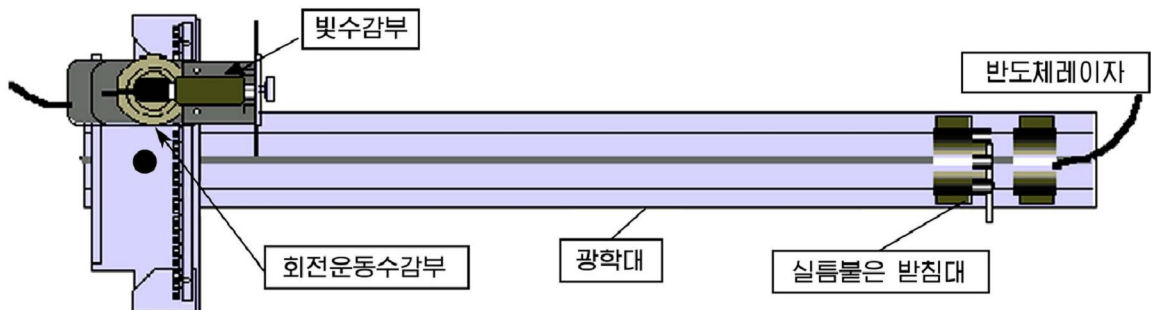 빛수감부
반도체레이자
회전운동수감부
광학대
실틈붙은 받침대